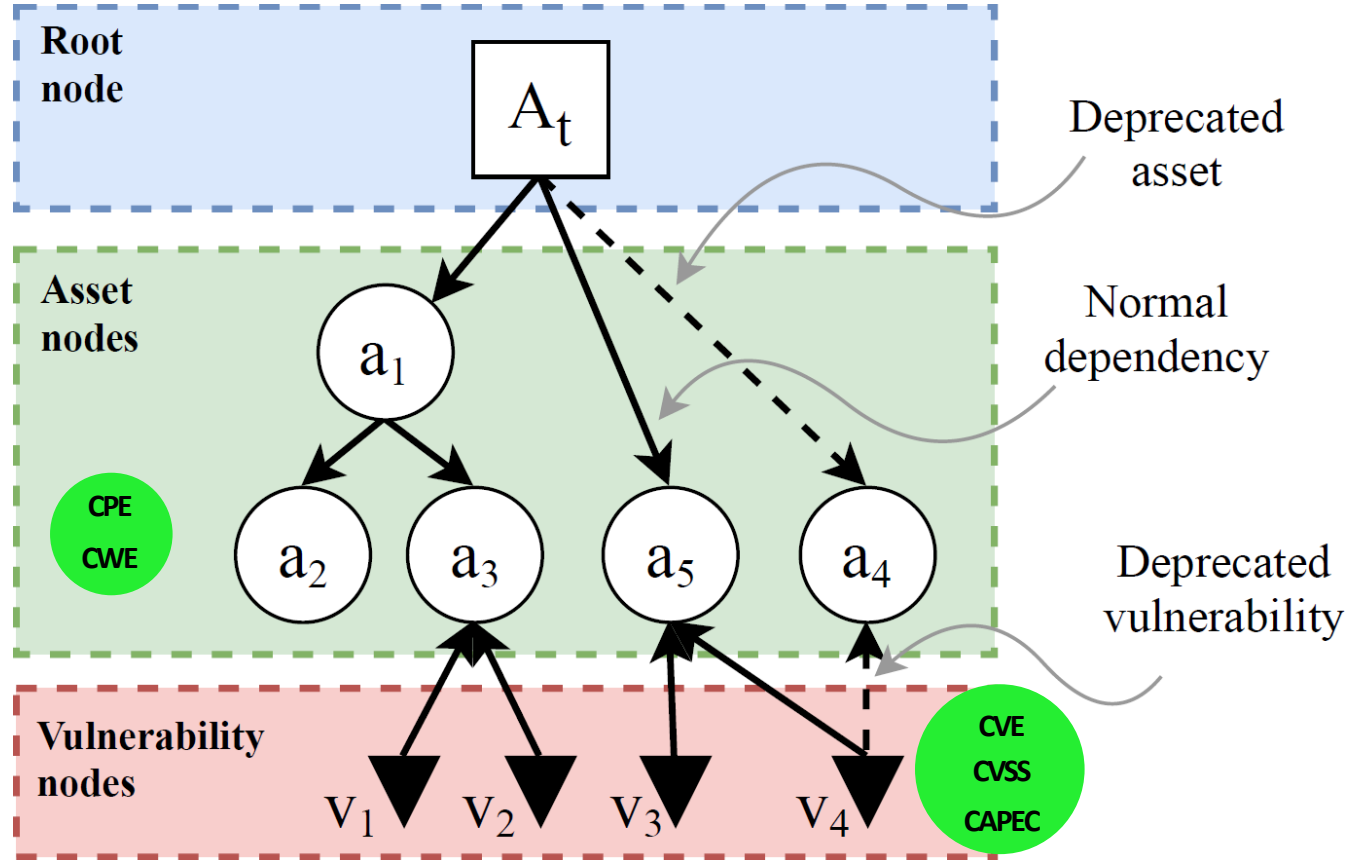 Root
node
Aₜ
Deprecated
asset
Asset
nodes
a₁
Normal
dependency
CPE
CWE
a₂
a₃
a₅
a₄
Deprecated
vulnerability
Vulnerability
nodes
v₁
v₂
v₃
v₄
CVE
CVSS
CAPEC